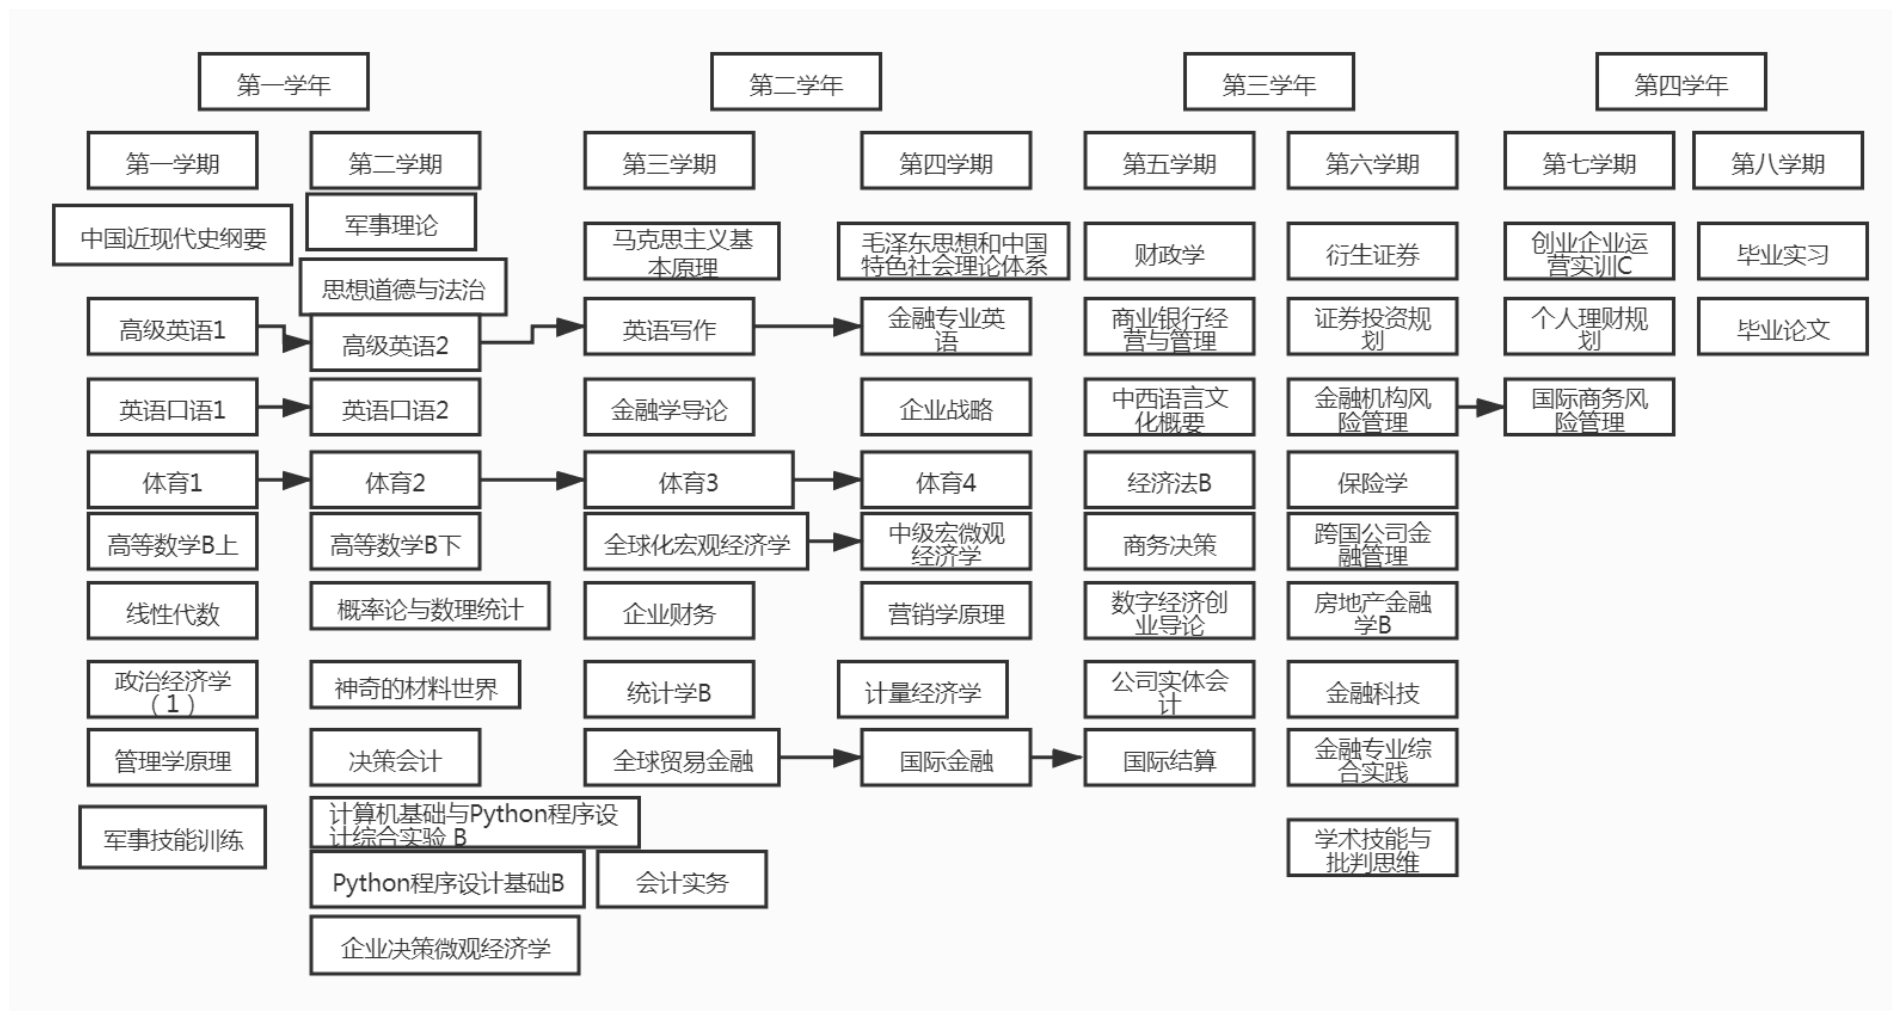 第一学年
第二学年
第三学年
第四学年
第一学期
第二学期
第三学期
第四学期
第五学期
第六学期
第七学期
第八学期
中国近现代史纲要
军事理论
马克思主义基
本原理
毛泽东思想和中国
特色社会理论体系
财政学
衍生证券
创业企业运
营实训C
毕业实习
思想道德与法治
高级英语1
高级英语2
英语写作
金融专业英
语
商业银行经
营与管理
证券投资规
划
个人理财规
划
毕业论文
英语口语1
英语口语2
金融学导论
企业战略
中西语言文
化概要
金融机构风
险管理
国际商务风
险管理
体育1
体育2
体育3
体育4
经济法B
保险学
高等数学B上
高等数学B下
全球化宏观经济学
中级宏微观
经济学
商务决策
跨国公司金
融管理
线性代数
概率论与数理统计
企业财务
营销学原理
数字经济创
业导论
房地产金融
学B
政治经济学
（1）
神奇的材料世界
统计学B
计量经济学
公司实体会
计
金融科技
管理学原理
决策会计
全球贸易金融
国际金融
国际结算
金融专业综
合实践
军事技能训练
计算机基础与Python程序设
计综合实验 B
学术技能与
批判思维
Python程序设计基础B
会计实务
企业决策微观经济学